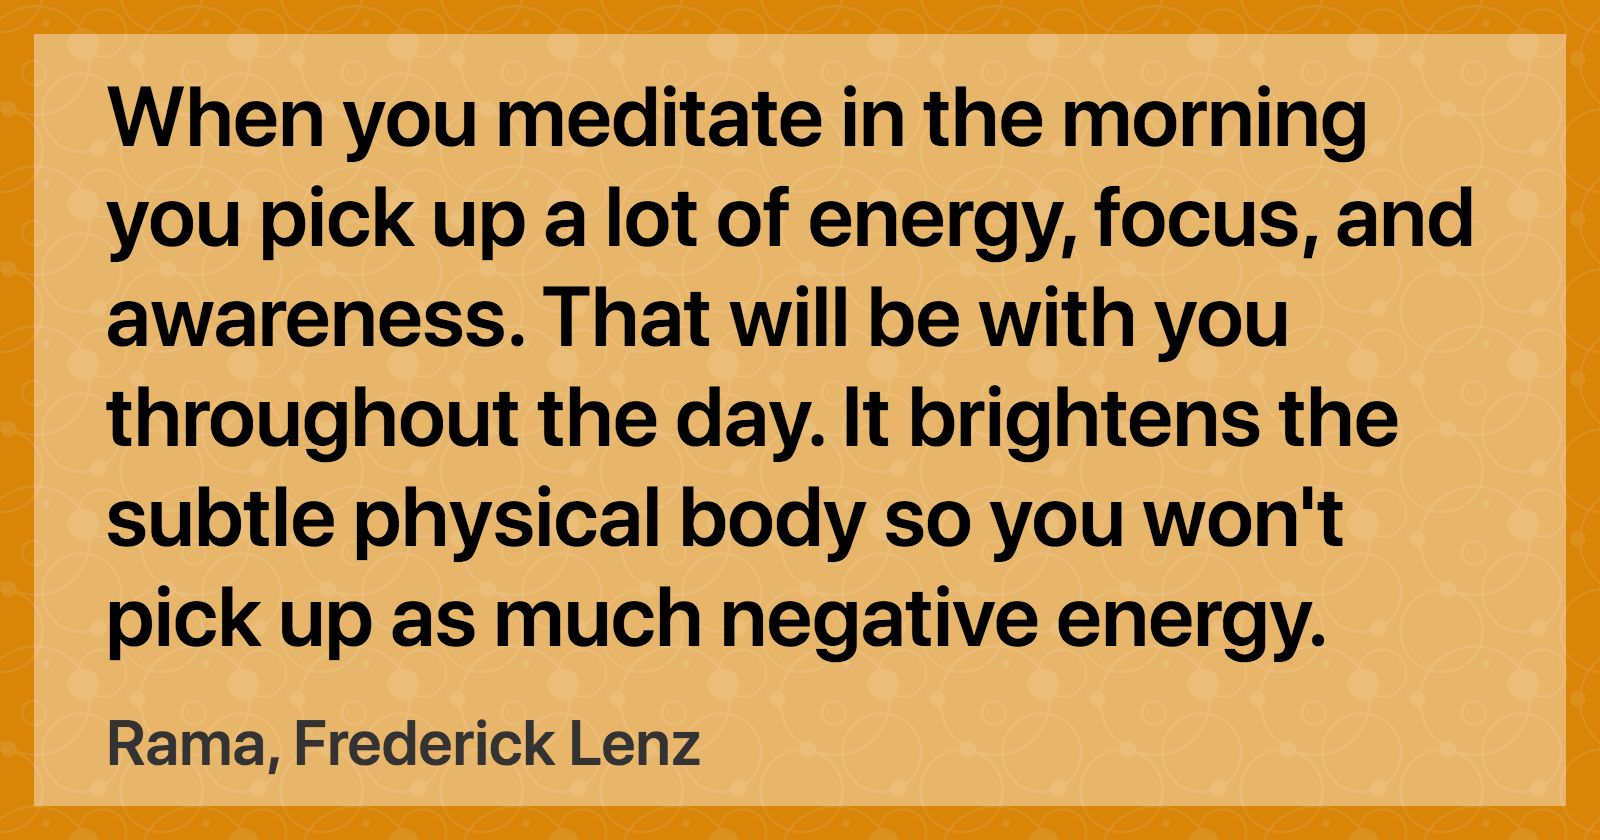 When you meditate in the morning
you pick up a lot of energy, focus, and
awareness. That will be with you
throughout the day. It brightens the
subtle physical body so you won't
pick up as much negative energy.
Rama, Frederick Lenz